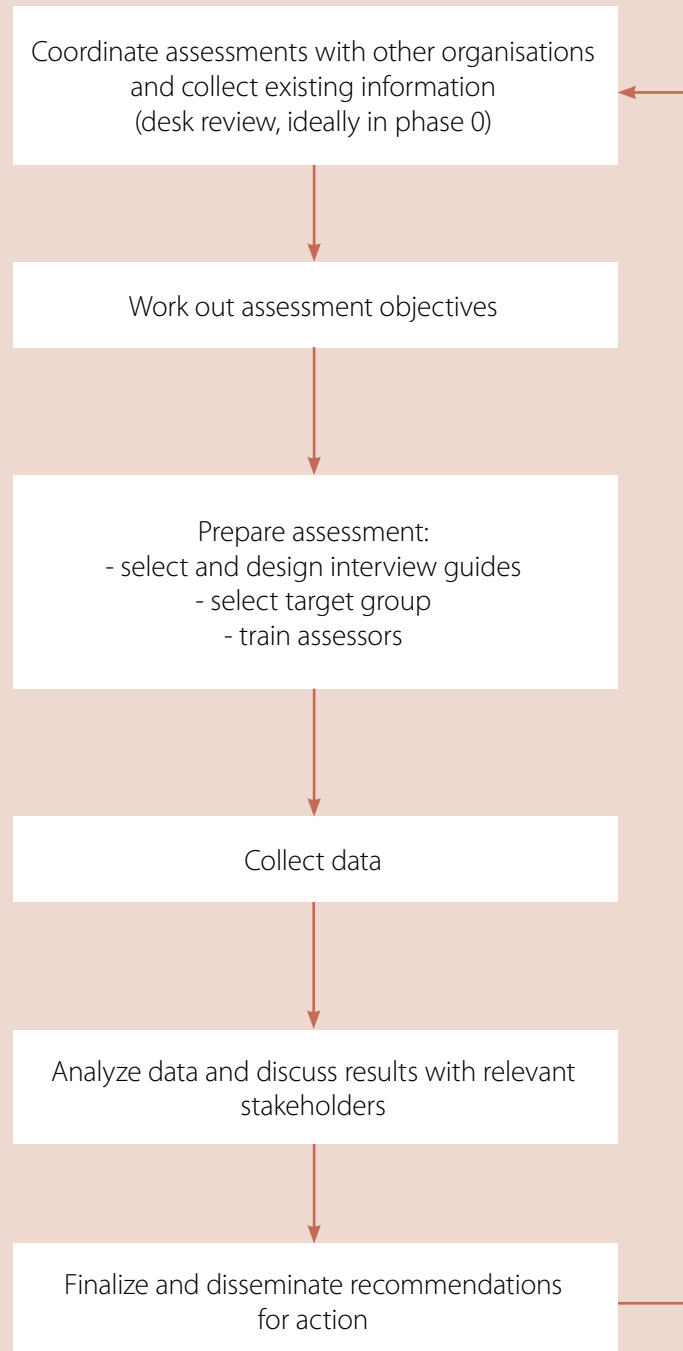 Coordinate assessments with other organisations
and collect existing information
(desk review, ideally in phase 0)
Work out assessment objectives
Prepare assessment:
- select and design interview guides
- select target group
- train assessors
Collect data
Analyze data and discuss results with relevant
stakeholders
Finalize and disseminate recommendations
for action